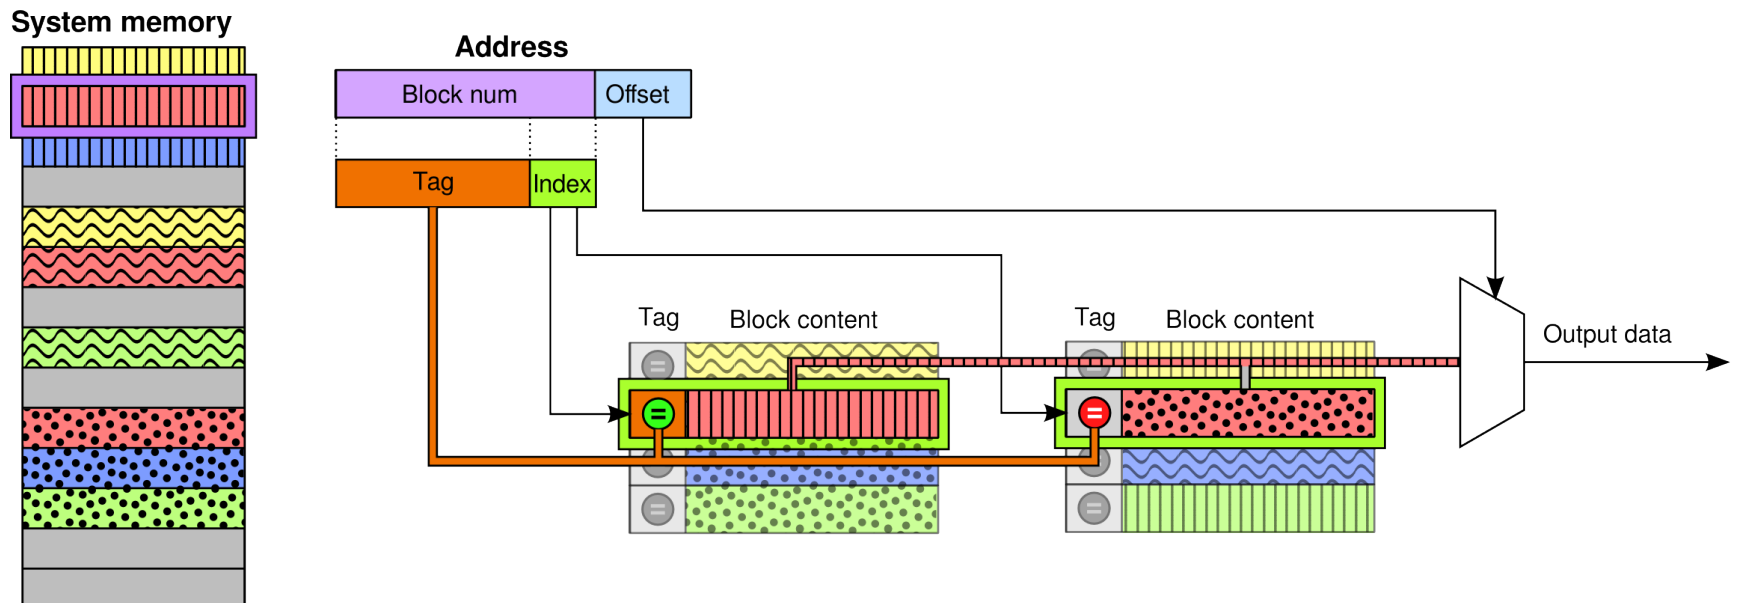 System memory
Address
Block num
Offset
Tag
Index
Tag
Block content
Tag
Block content
Output data
=
=
=
=
=
=
=
=